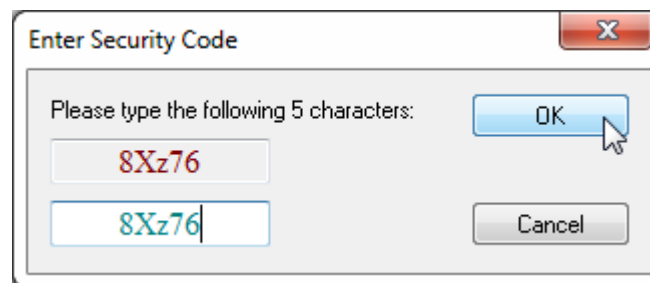 Enter Security Code
Please type the following 5 characters:
OK
8Xz76
8Xz76
Cancel